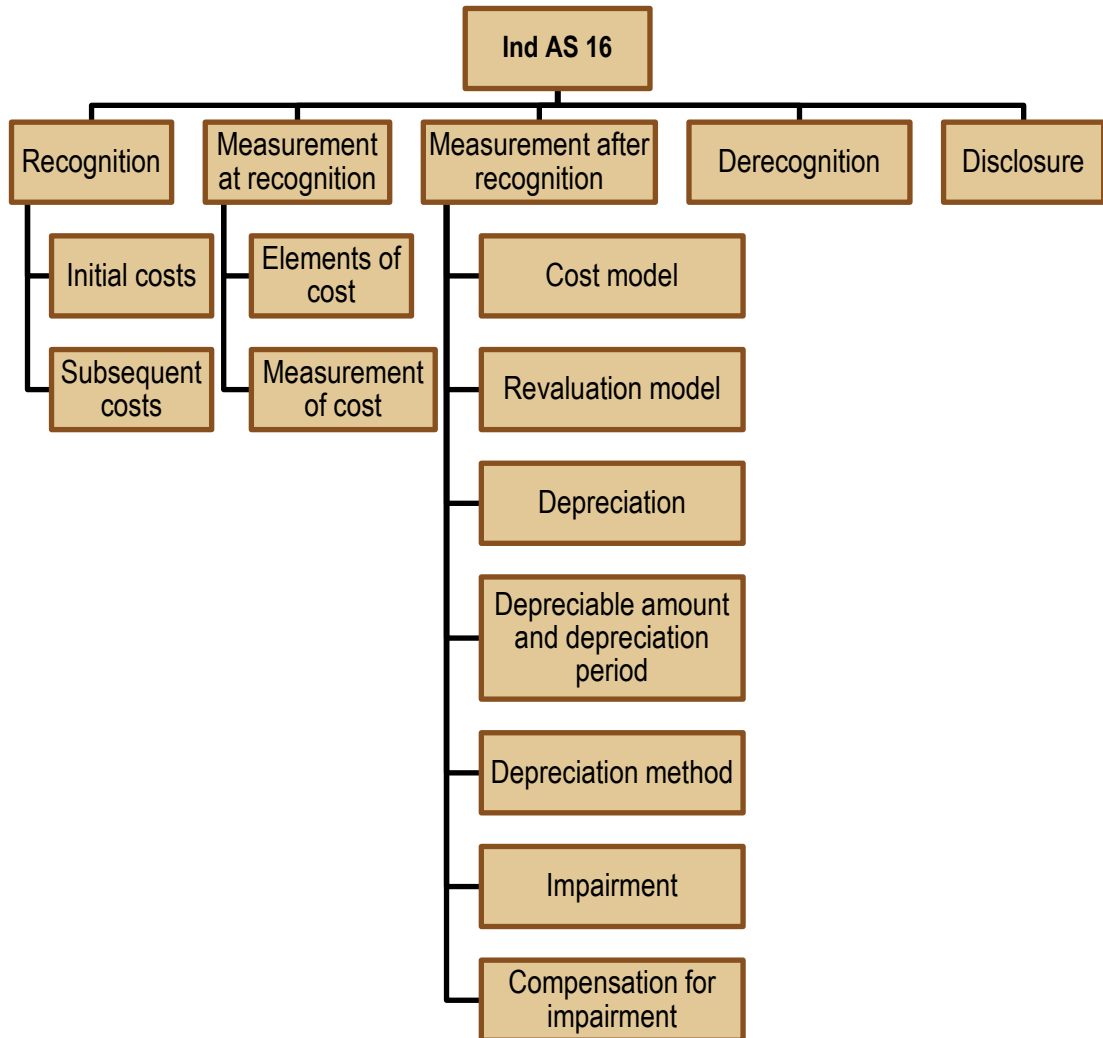 Ind AS 16
Recognition
Measurement
at recognition
Measurement after
recognition
Derecognition
Disclosure
Initial costs
Subsequent
costs
Elements of
cost
Measurement
of cost
Cost model
Revaluation model
Depreciation
Depreciable amount
and depreciation
period
Depreciation method
Impairment
Compensation for
impairment